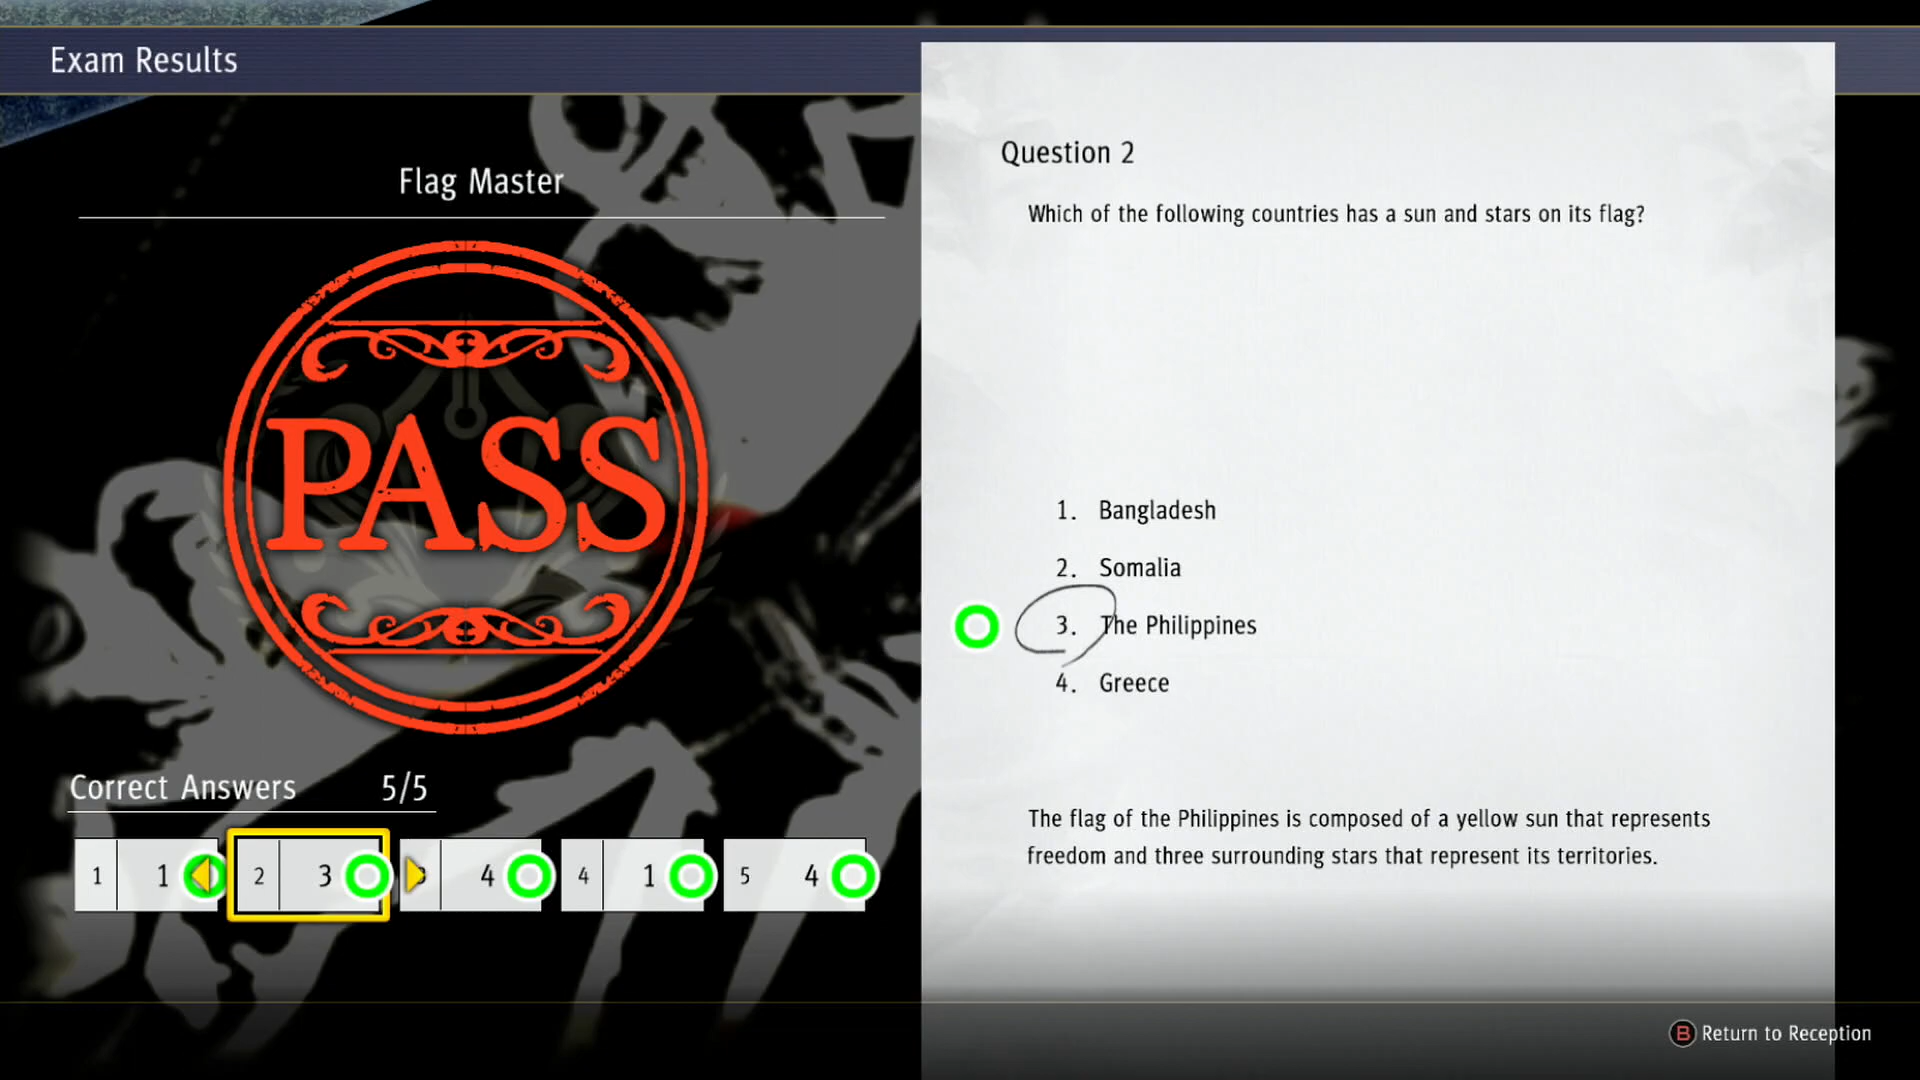 Exam Results
Flag Master
PASS
Correct Answers 5/5
1 1 2 3 4 4 1 5 4
Question 2
Which of the following countries has a sun and stars on its flag?
1. Bangladesh
2. Somalia
3. The Philippines
4. Greece
The flag of the Philippines is composed of a yellow sun that represents
freedom and three surrounding stars that represent its territories.
B Return to Reception